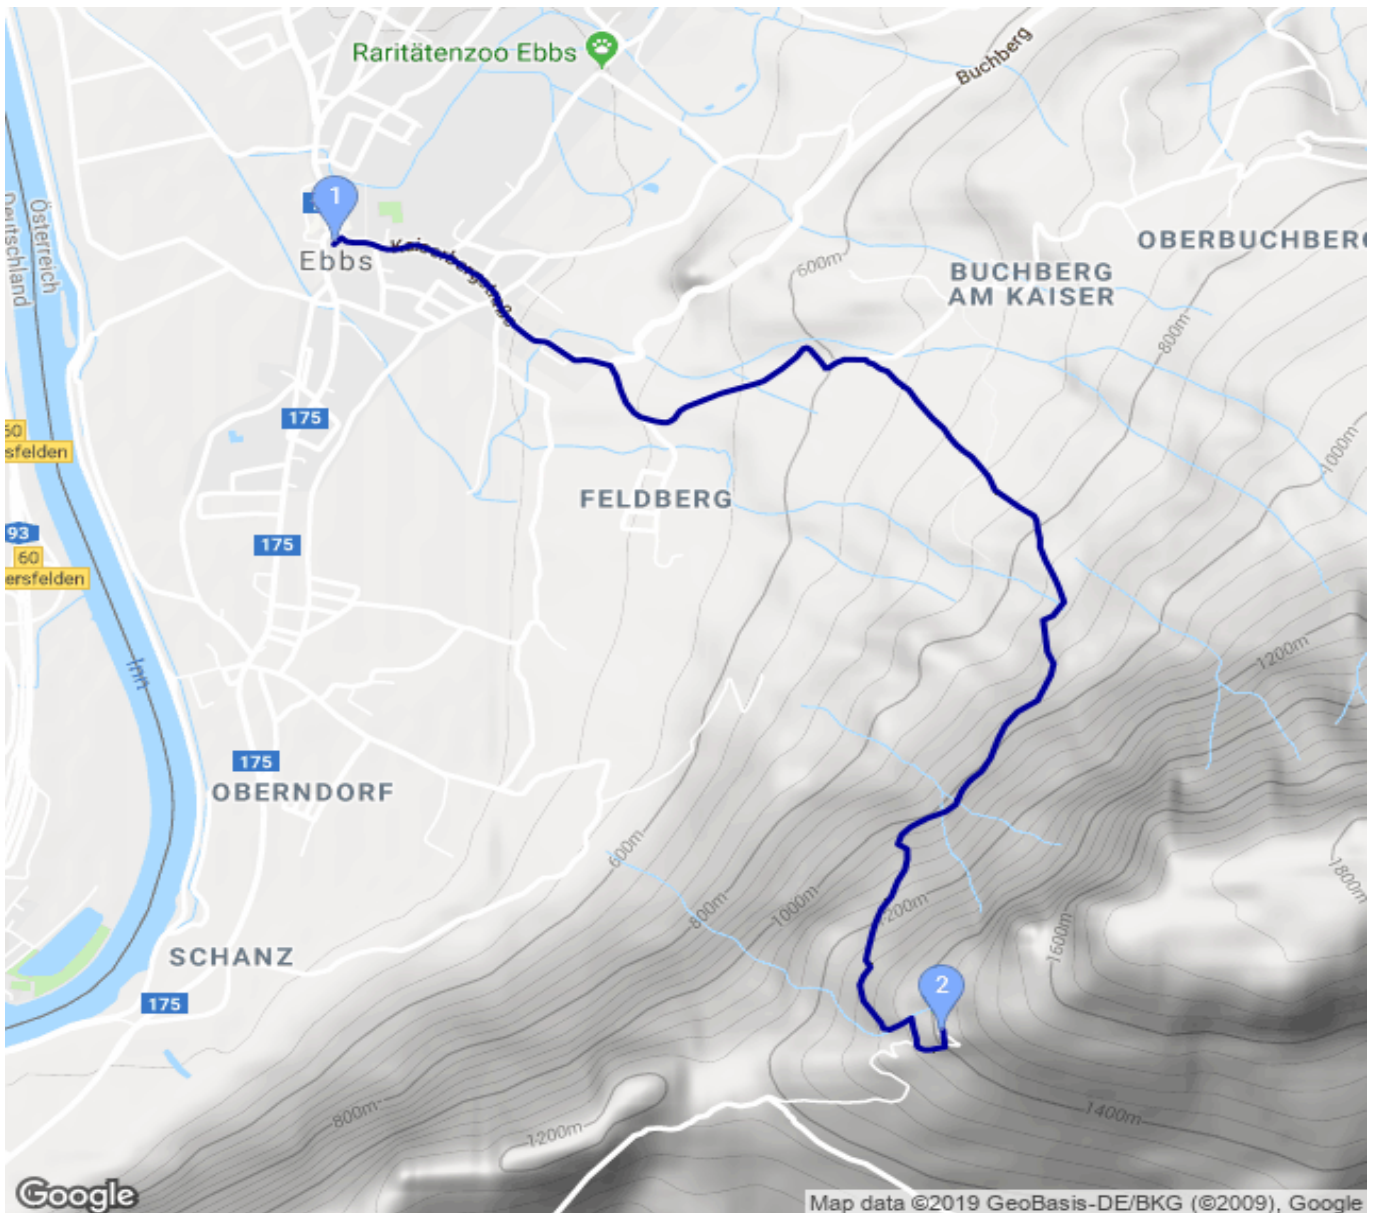 Raritätenzoo Ebbs
Buchberg
1
Ebbs
Kaiserbergstraße
Österreich
Deutschland
600m
OBERBUCHBERG
BUCHBERG
AM KAISER
800m
175
60
sfelden
1000m
FELDBERG
93
175
60
ersfelden
Inn
1200m
175
OBERNDORF
600m
1800m
800m
1000m
1200m
1600m
SCHANZ
2
175
800m
1200m
1400m
Google
Map data ©2019 GeoBasis-DE/BKG (©2009), Google